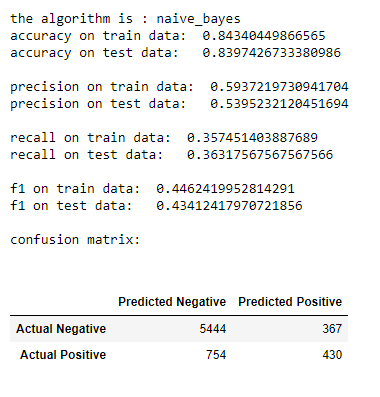 the algorithm is : naive_bayes
accuracy on train data:  0.84340449866565
accuracy on test data:   0.8397426733380986
precision on train data:  0.5937219730941704
precision on test data:   0.5395232120451694
recall on train data:  0.357451403887689
recall on test data:   0.36317567567567566
f1 on train data:  0.4462419952814291
f1 on test data:   0.43412417970721856
confusion matrix:
Predicted Negative Predicted Positive
Actual Negative 5444 367
Actual Positive 754 430